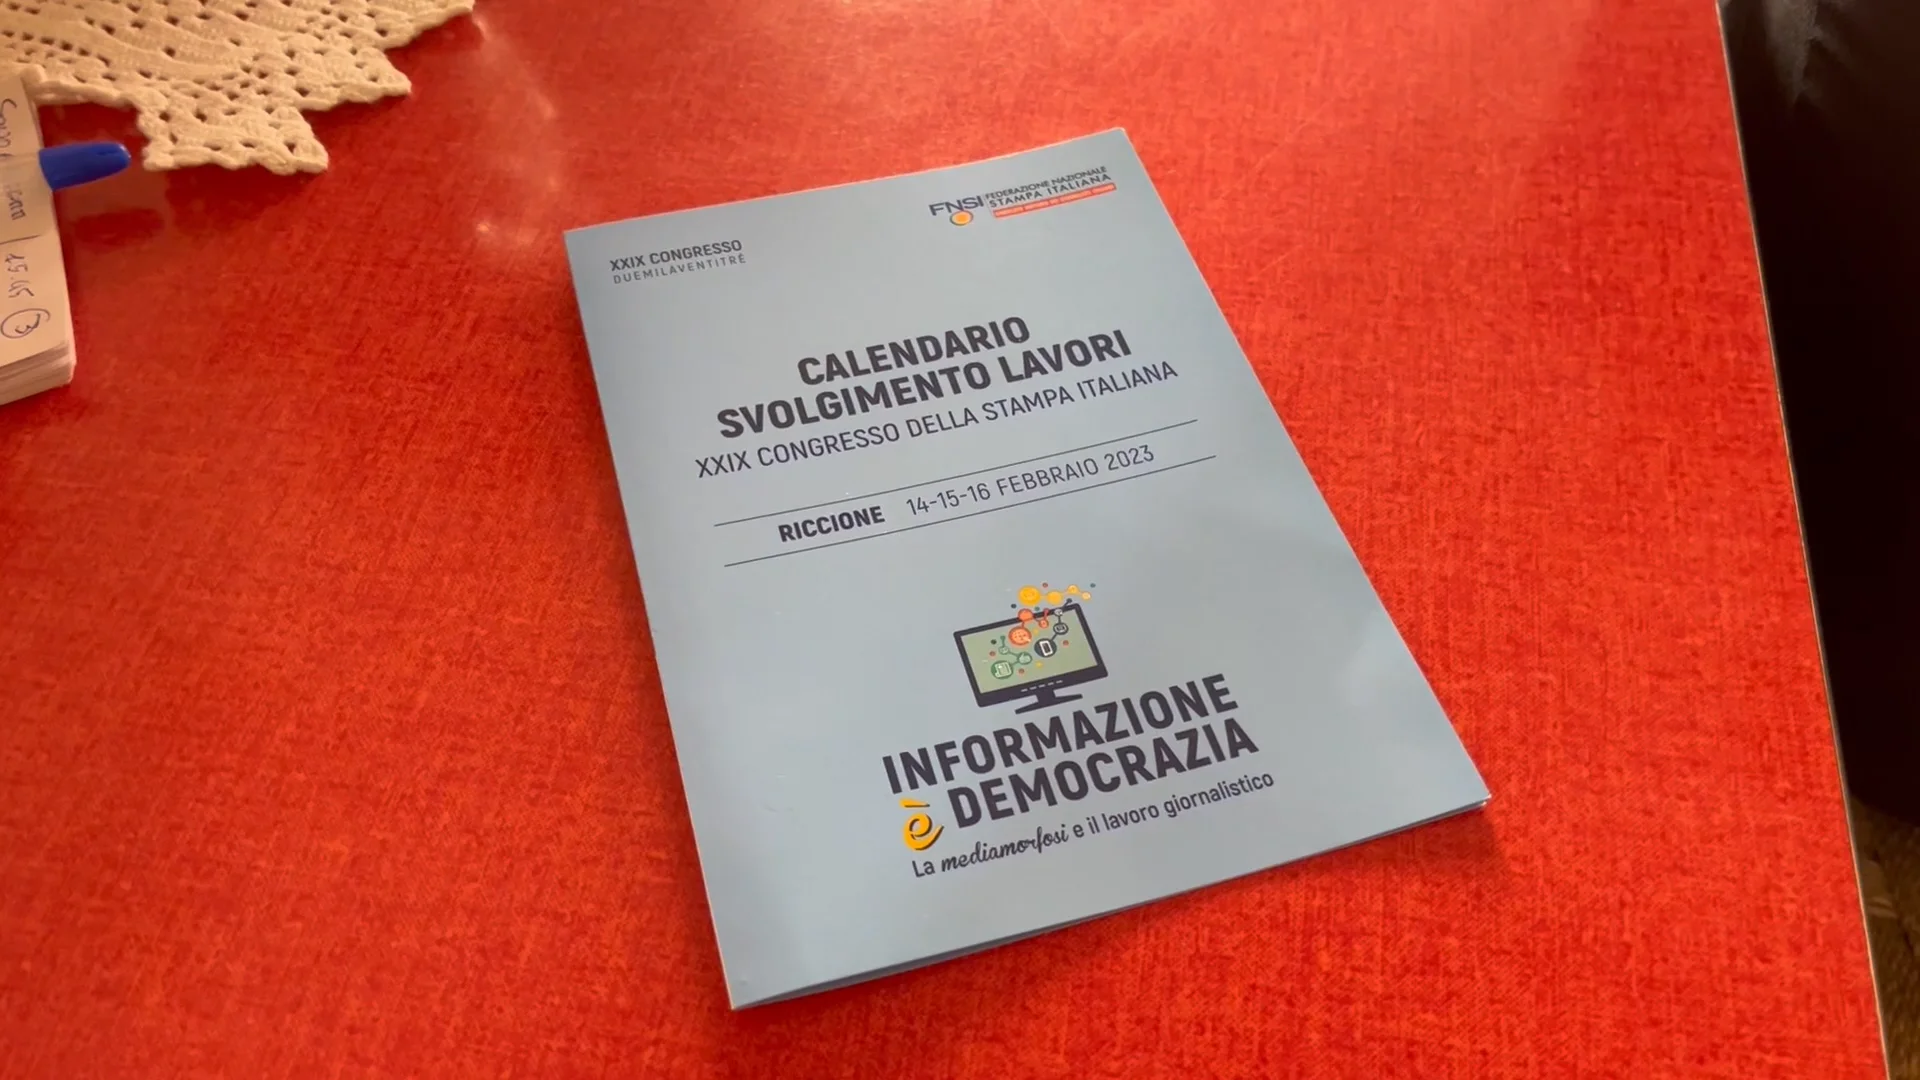 XXIX CONGRESSO
DUEMILAVENTITRÉ
FNSI
FEDERAZIONE NAZIONALE
STAMPA ITALIANA
CALENDARIO
SVOLGIMENTO LAVORI
XXIX CONGRESSO DELLA STAMPA ITALIANA
RICCIONE 14-15-16 FEBBRAIO 2023
INFORMAZIONE
è DEMOCRAZIA
La mediamorfosi e il lavoro giornalistico